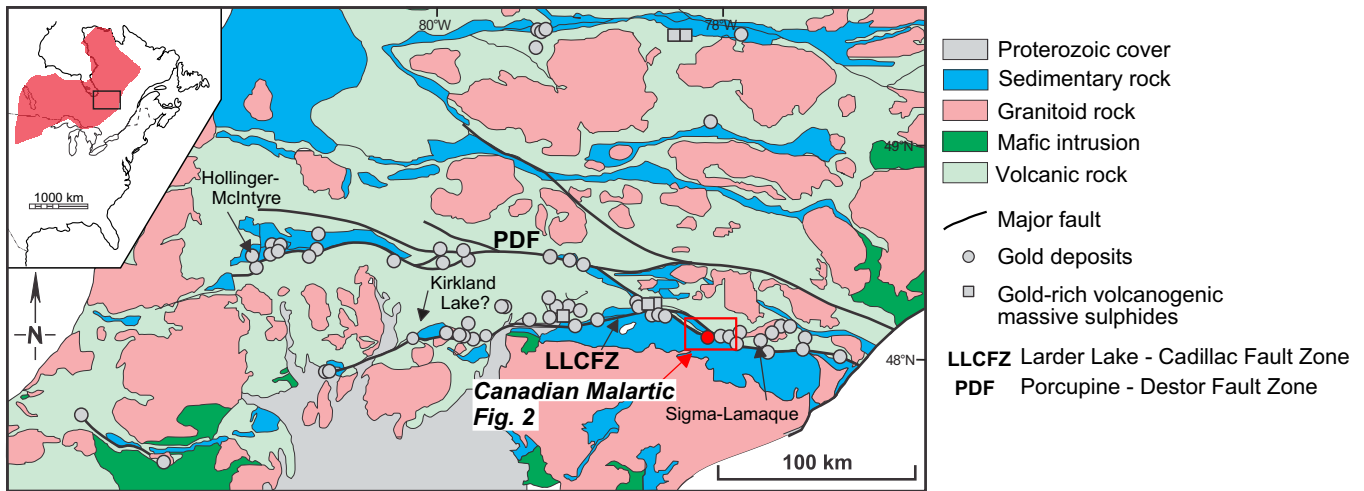 80°W
78°W
1000 km
N
Hollinger-
McIntyre
PDF
Kirkland
Lake?
49°N
LLCFZ
48°N
Canadian Malartic
Fig. 2
Sigma-Lamaque
100 km
Proterozoic cover
Sedimentary rock
Granitoid rock
Mafic intrusion
Volcanic rock
Major fault
Gold deposits
Gold-rich volcanogenic
massive sulphides
LLCFZ Larder Lake - Cadillac Fault Zone
PDF Porcupine - Destor Fault Zone